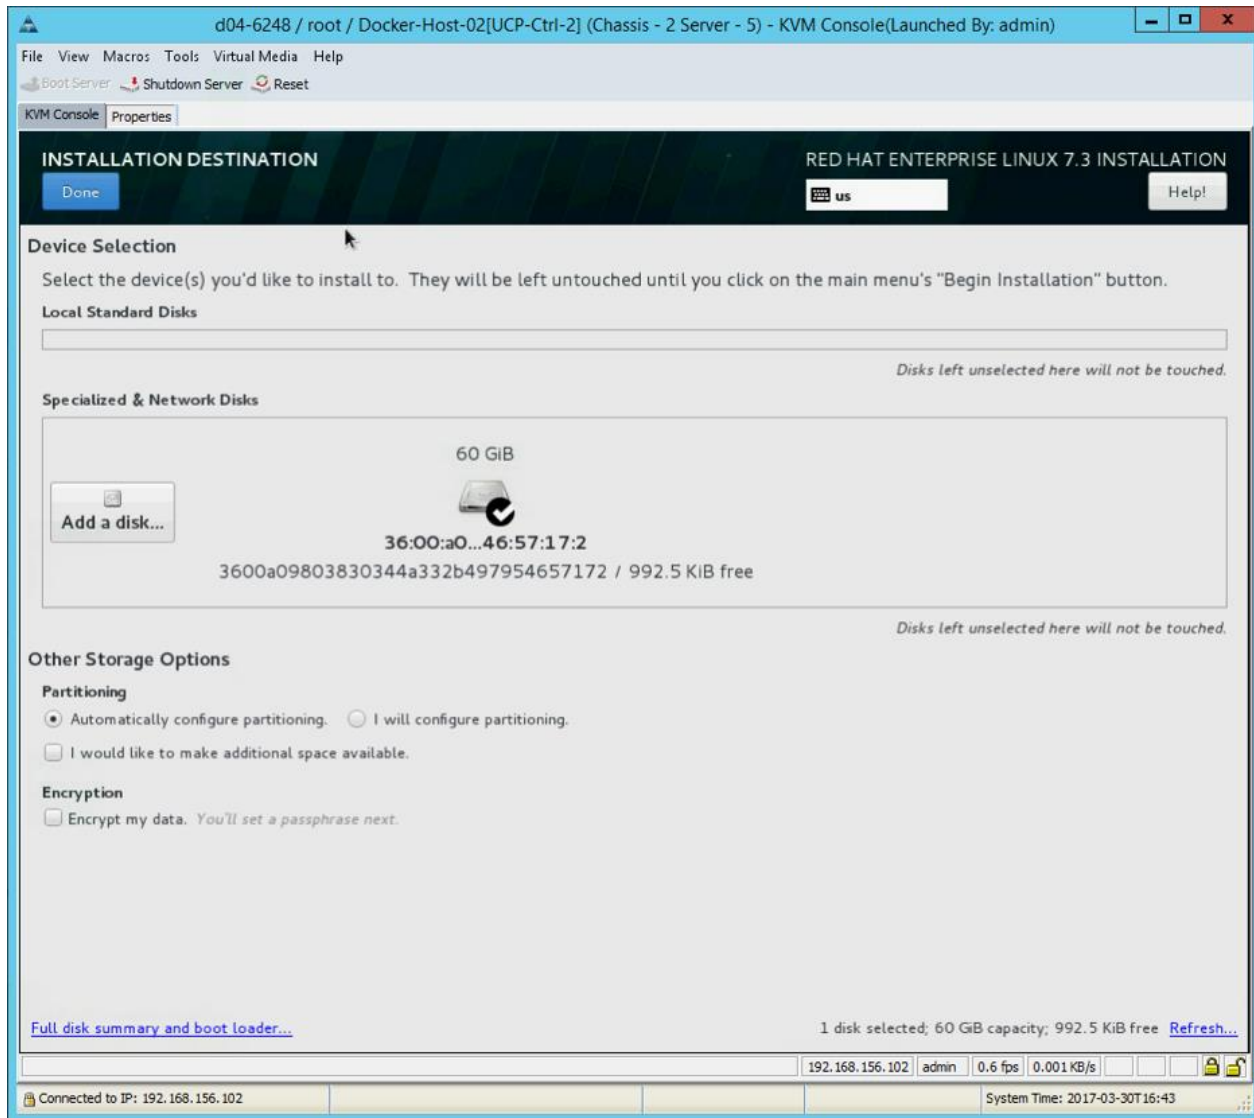 d04-6248 / root / Docker-Host-02[UCP-Ctrl-2] (Chassis - 2 Server - 5) - KVM Console(Launched By: admin)
File View Macros Tools Virtual Media Help
Boot Server Shutdown Server Reset
KVM Console Properties
INSTALLATION DESTINATION
RED HAT ENTERPRISE LINUX 7.3 INSTALLATION
Done
us
Help!
Device Selection
Select the device(s) you'd like to install to. They will be left untouched until you click on the main menu's "Begin Installation" button.
Local Standard Disks
Disks left unselected here will not be touched.
Specialized & Network Disks
60 GiB
Add a disk...
36:00:a0...46:57:17:2
3600a09803830344a332b497954657172 / 992.5 KiB free
Disks left unselected here will not be touched.
Other Storage Options
Partitioning
Automatically configure partitioning. I will configure partitioning.
I would like to make additional space available.
Encryption
Encrypt my data. You'll set a passphrase next.
Full disk summary and boot loader...
1 disk selected; 60 GiB capacity; 992.5 KiB free Refresh...
192.168.156.102 admin 0.6 fps 0.001 KB/s
Connected to IP: 192.168.156.102
System Time: 2017-03-30T16:43